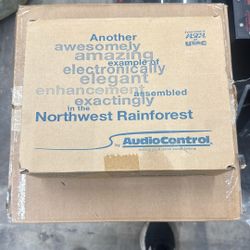 Another
awesomely
amazing
example of
electronically
elegant
enhancement
assembled
exactingly
in the
Northwest Rainforest
by AudioControl®